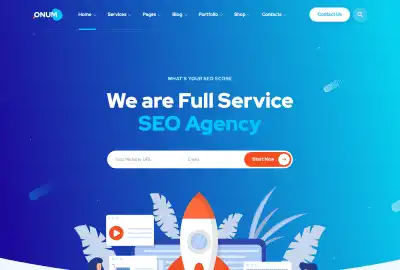 ONUM
Home Services Pages Blog Portfolio Shop Contacts
Contact Us
WHAT'S YOUR SEO SCORE
We are Full Service
SEO Agency
Your Website URL Email Start Now